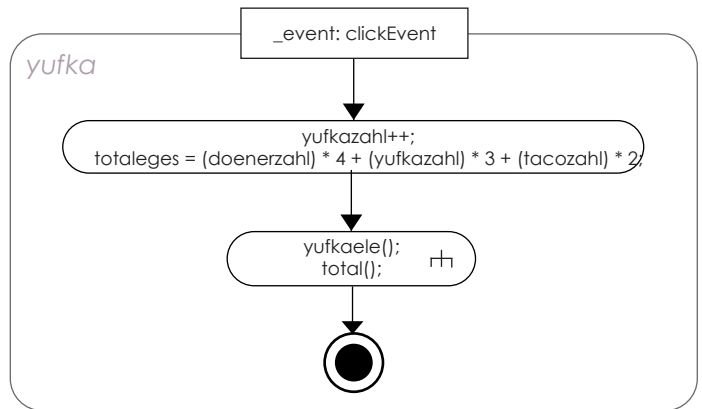 _event: clickEvent
yufka
yufkazahl++;
totaleges = (doenerzahl) * 4 + (yufkazahl) * 3 + (tacozahl) * 2;
yufkaele();
total();